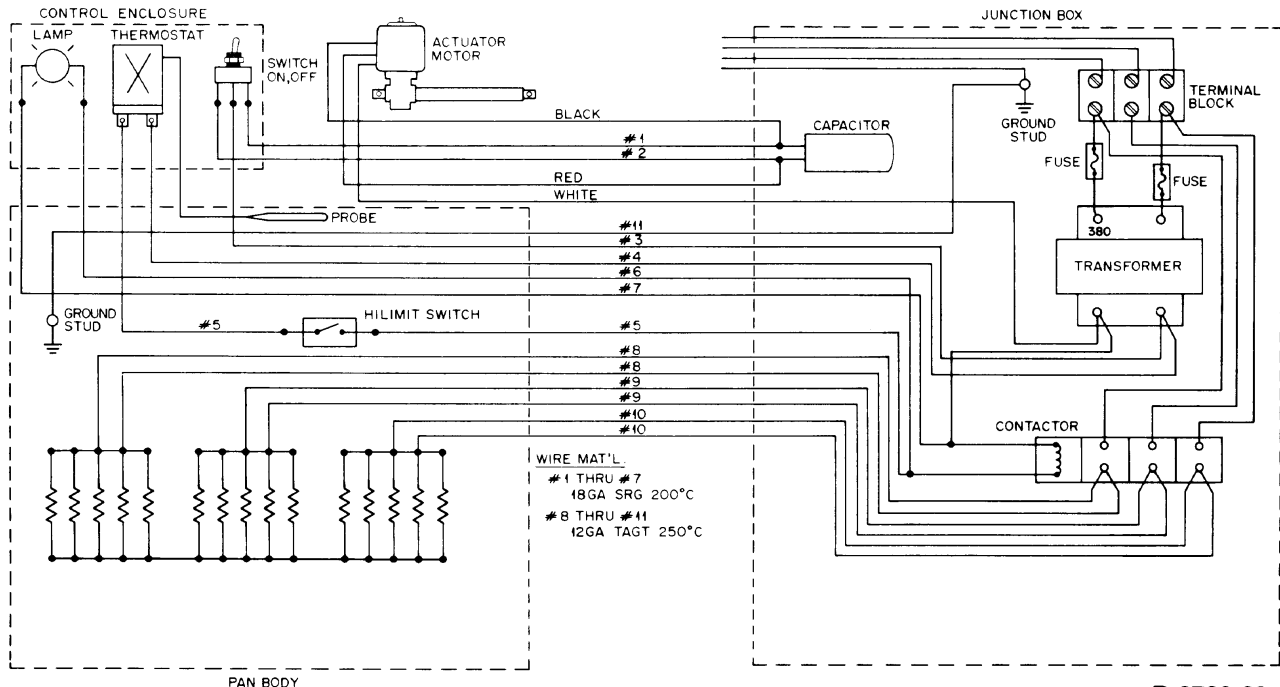 CONTROL ENCLOSURE
LAMP
THERMOSTAT
SWITCH
ON,OFF
ACTUATOR
MOTOR
JUNCTION BOX
TERMINAL
BLOCK
GROUND
STUD
BLACK
CAPACITOR
#1
#2
RED
WHITE
FUSE
FUSE
PROBE
#11
#3
#4
#6
#7
380
TRANSFORMER
GROUND
STUD
#5
HILIMIT SWITCH
#5
#8
#8
#9
#9
#10
#10
CONTACTOR
WIRE MAT'L.
#1 THRU #7
18GA SRG 200°C
#8 THRU #11
12GA TAGT 250°C
PAN BODY